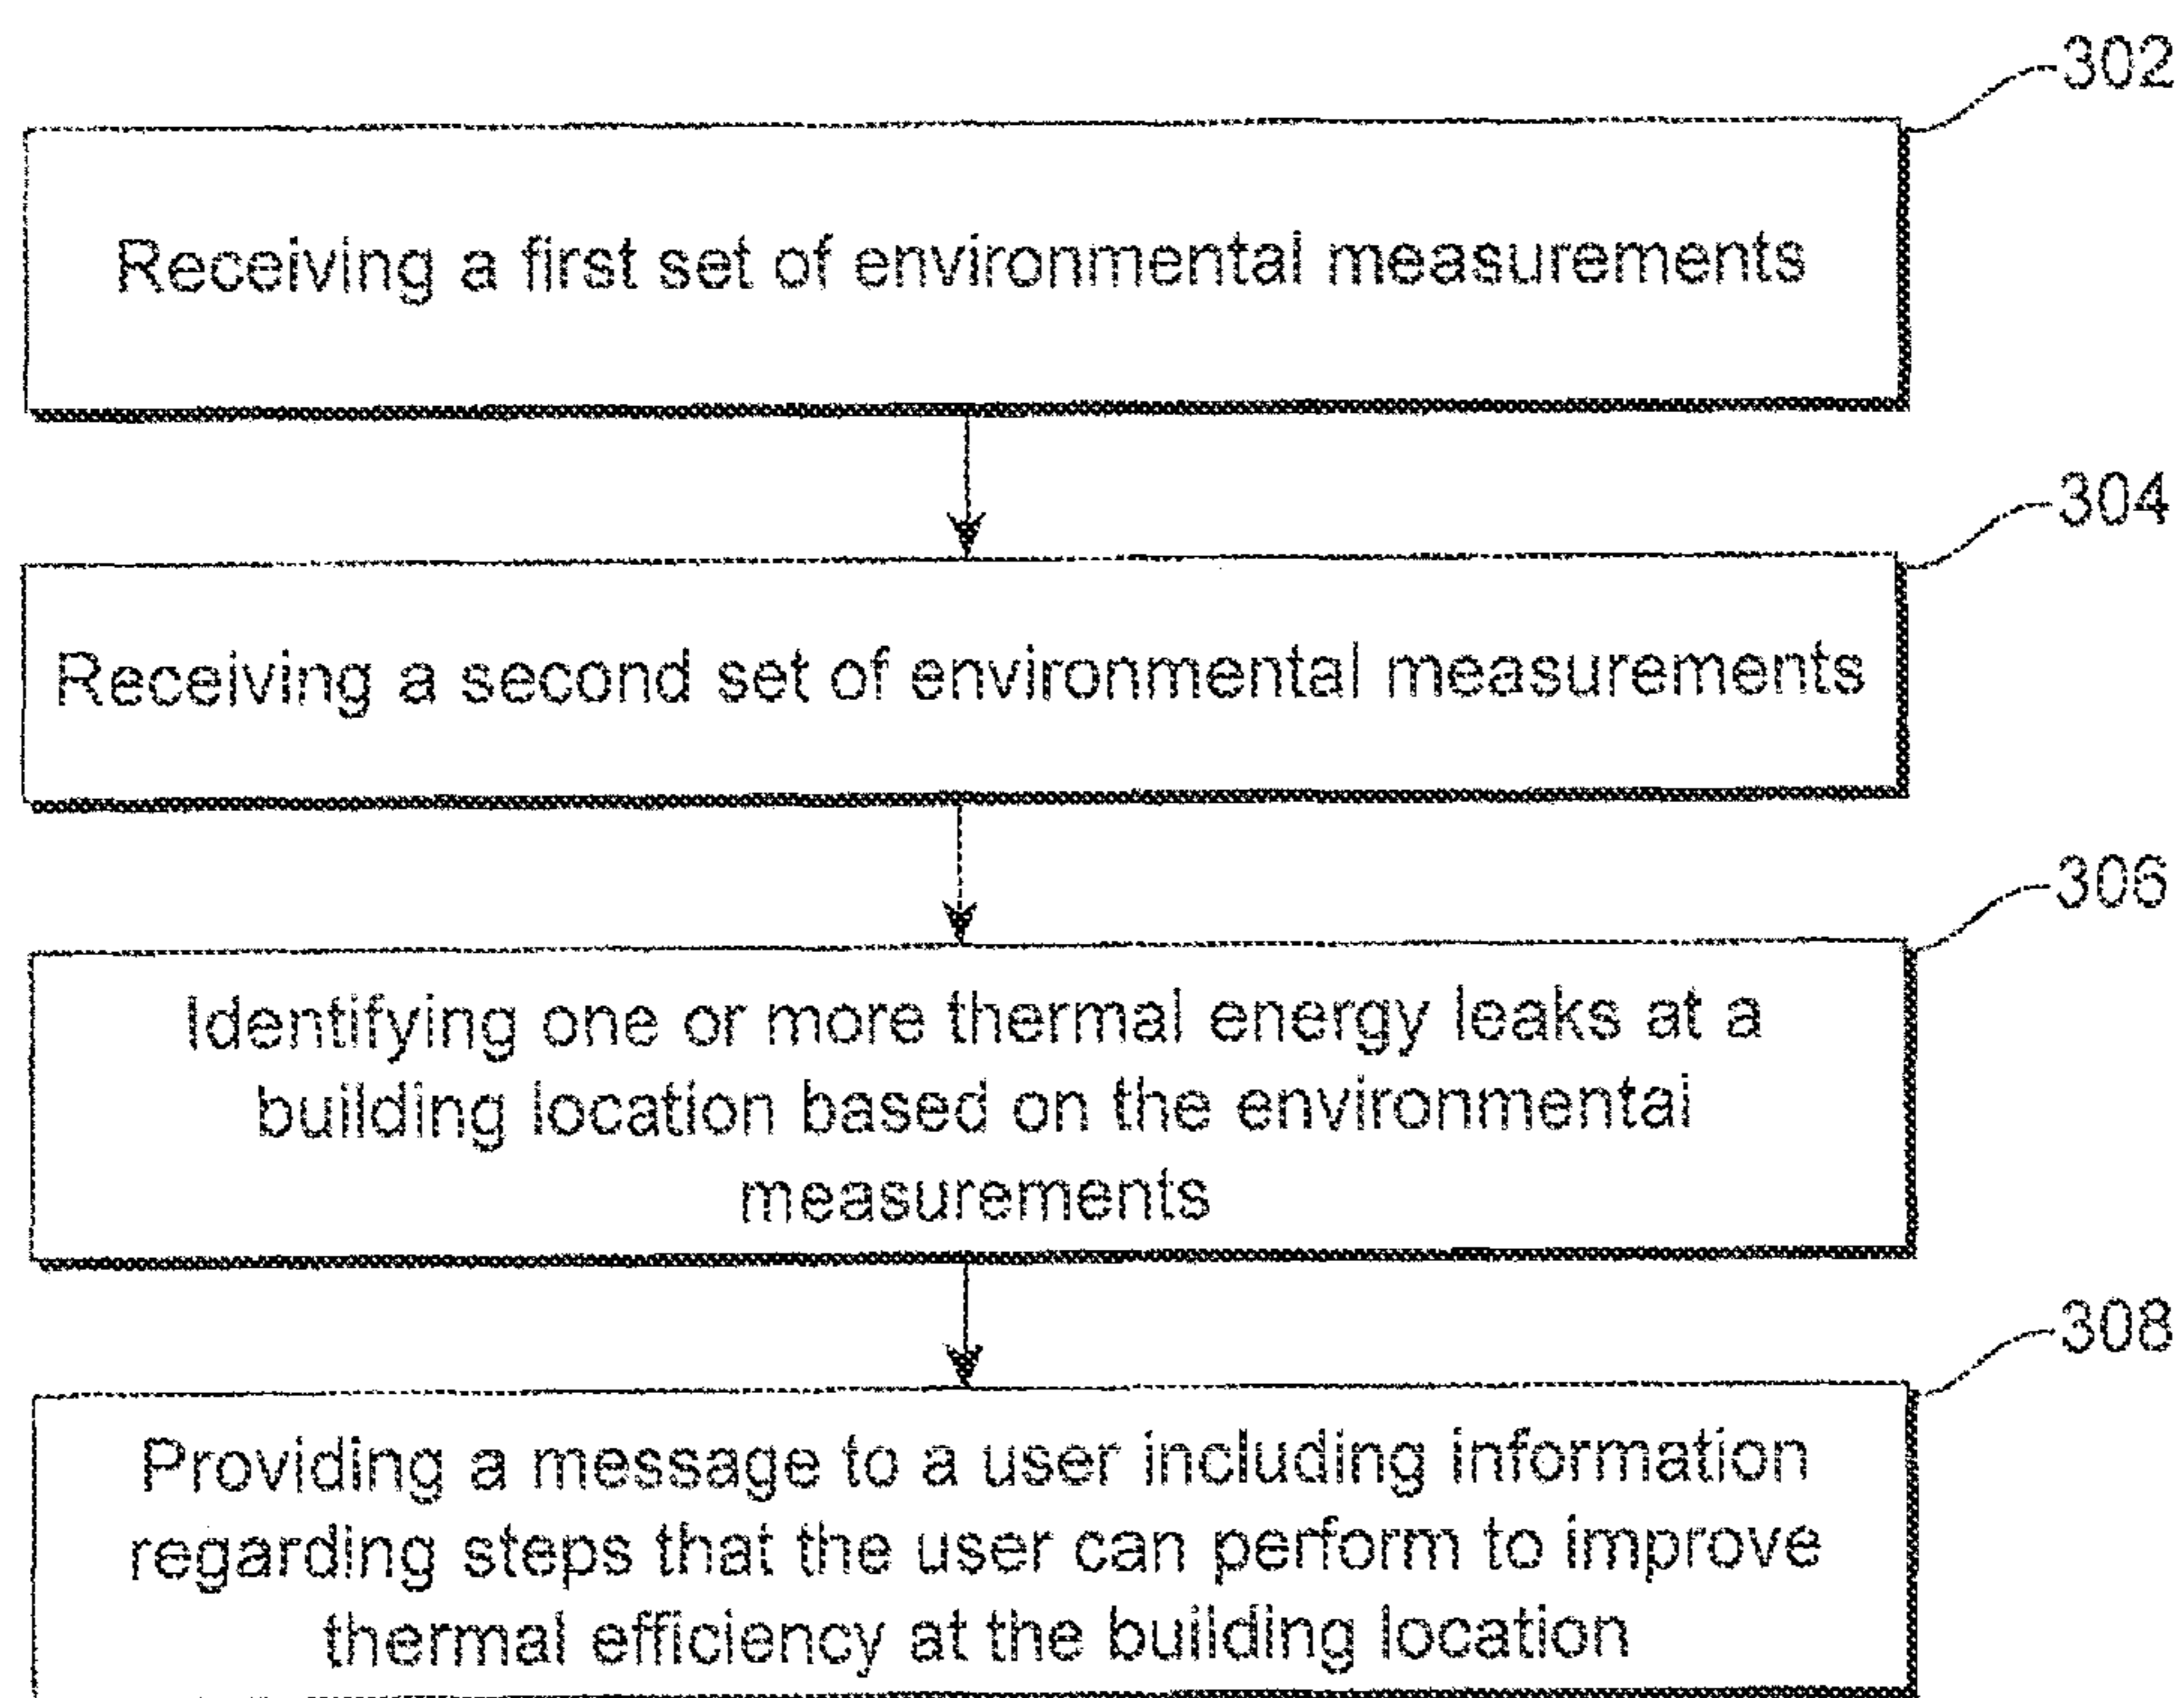 302
Receiving a first set of environmental measurements
304
Receiving a second set of environmental measurements
306
Identifying one or more thermal energy leaks at a
building location based on the environmental
measurements
308
Providing a message to a user including information
regarding steps that the user can perform to improve
thermal efficiency at the building location